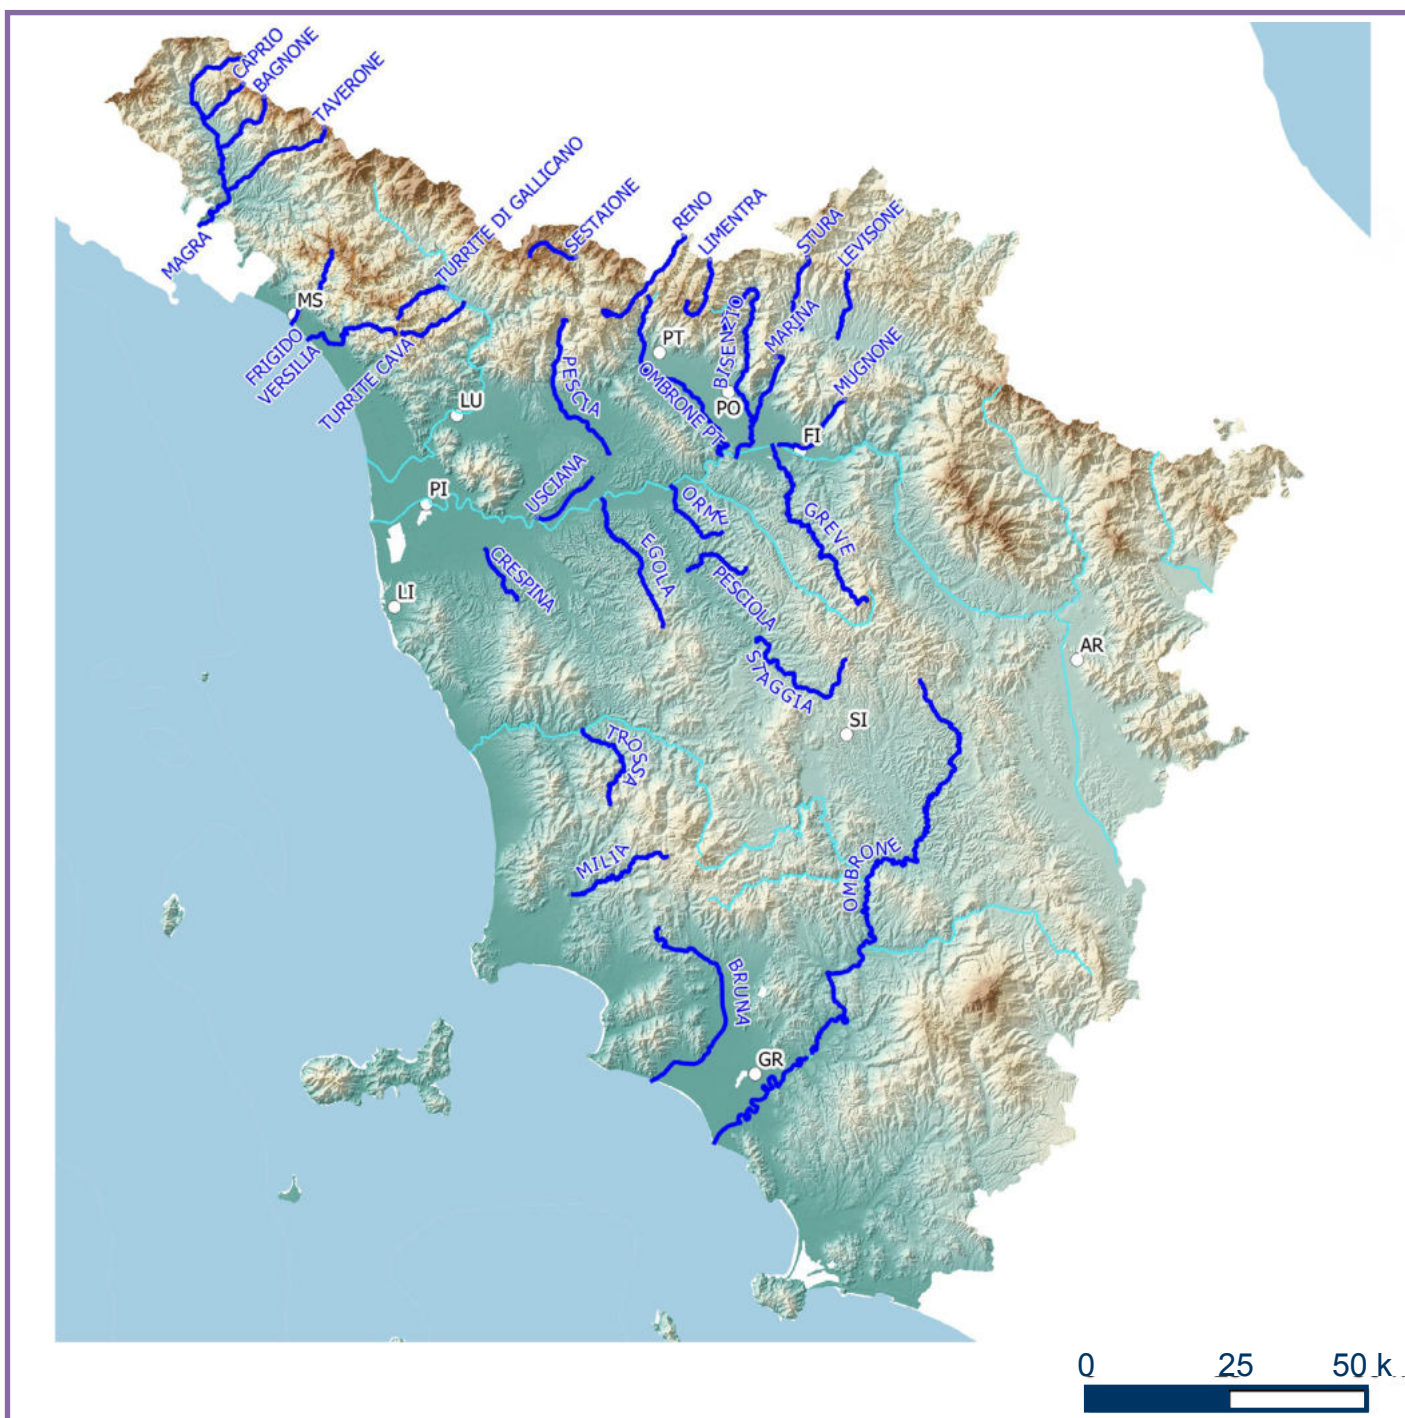 CAPRIO
BAGNONE
TAVERONE
TURRITE DI GALLICANO
SESTAIONE
RENO
LIMENTRA
STURA
LEVISONE
MAGRA
MS
FRIGIDO
VERSILIA
TURRITE CAVA
PESCIA
PT
OMBRONE PT
BISENZIO
MARINA
MUGNONE
LU
PO
FI
PI
USCIANA
ORME
GREVE
EGOLA
CRESPINA
PESCIOLA
LI
STAGGIA
AR
SI
TROSSA
MILIA
OMBRONE
BRUNA
GR
0 25 50 k